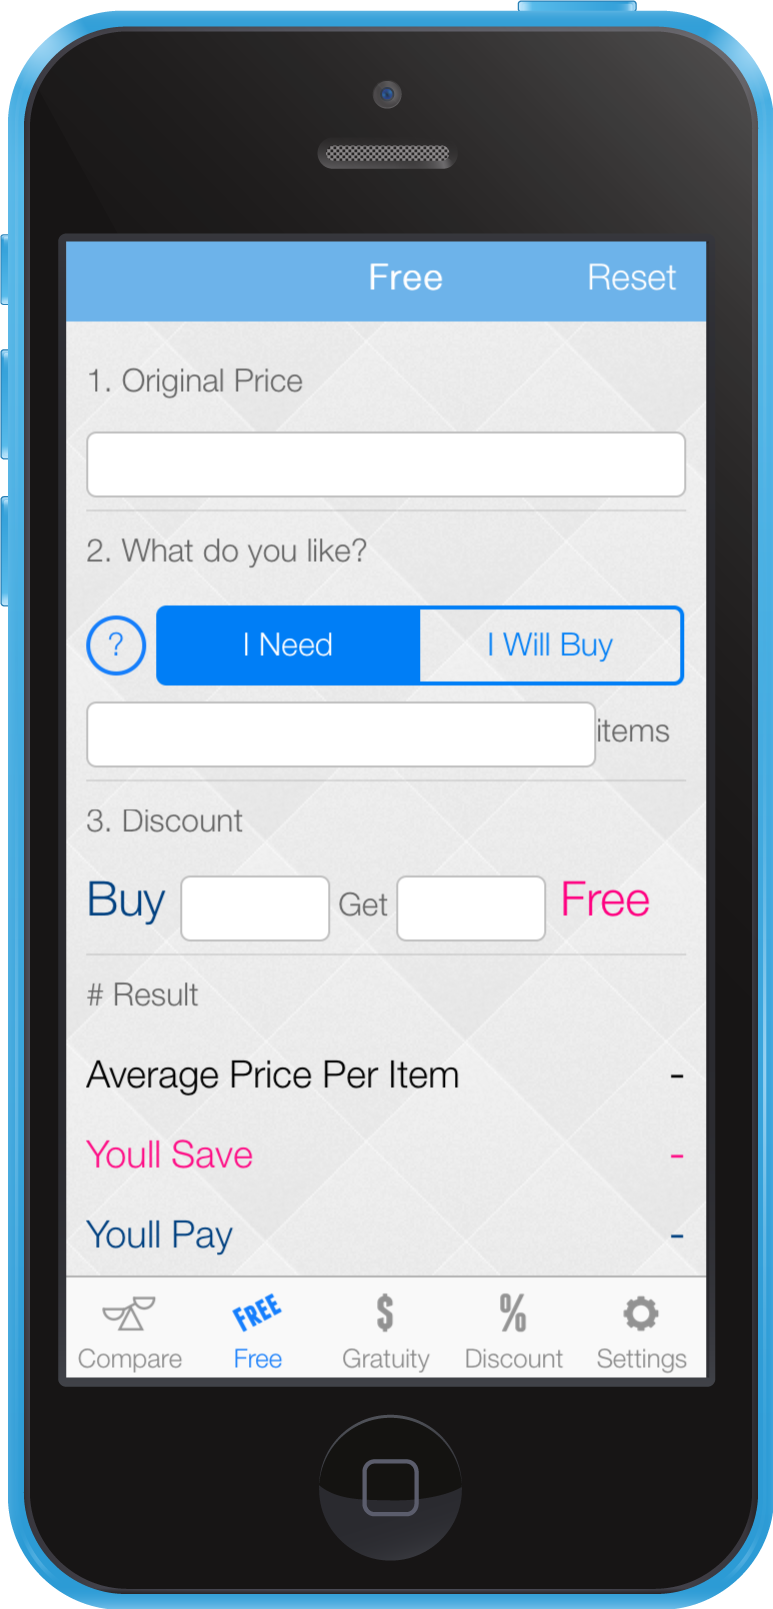 Free Reset
1. Original Price
2. What do you like?
? I Need I Will Buy
items
3. Discount
Buy Get Free
# Result
Average Price Per Item -
Youll Save -
Youll Pay -
FREE $ %
Compare Free Gratuity Discount Settings